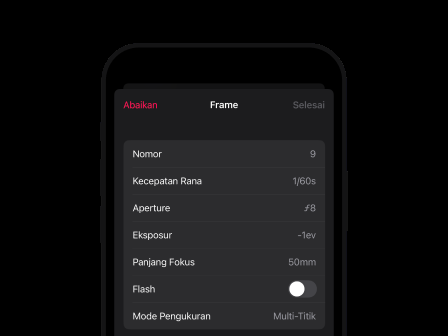 Abaikan Frame Selesai
Nomor 9
Kecepatan Rana 1/60s
Aperture ƒ8
Eksposur -1ev
Panjang Fokus 50mm
Flash
Mode Pengukuran Multi-Titik